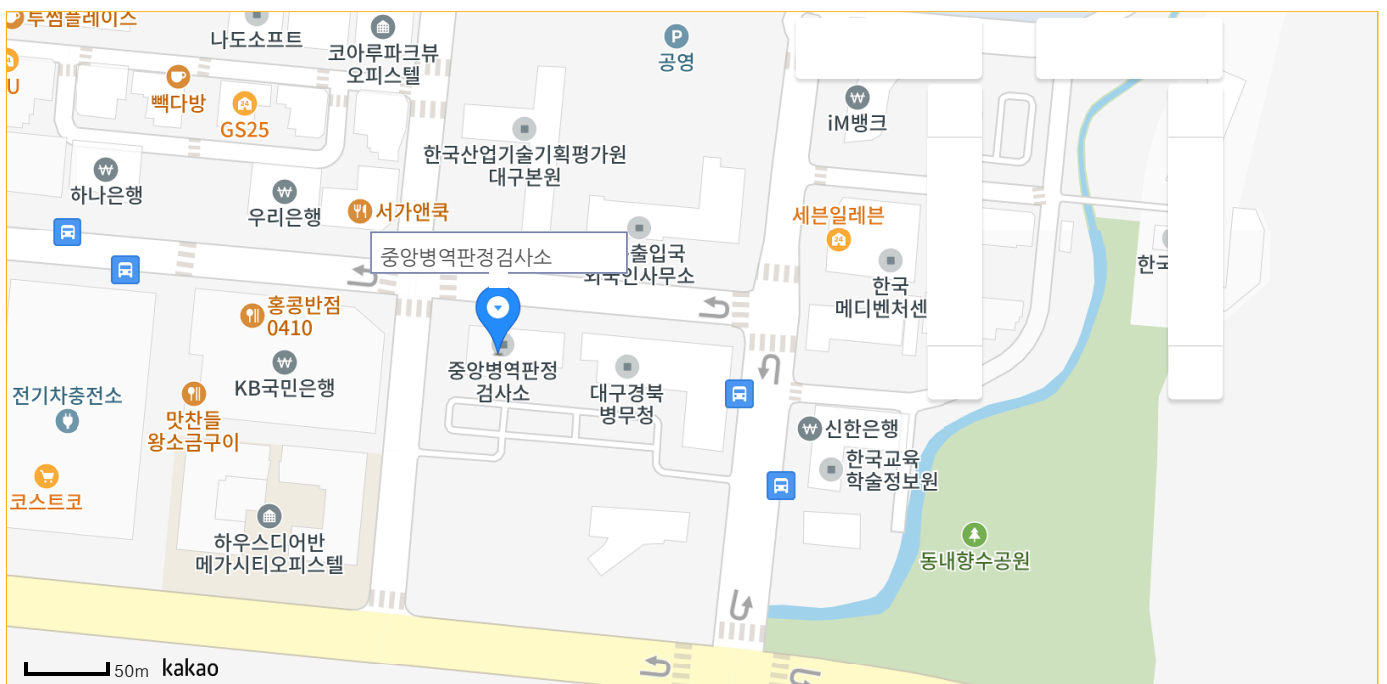 투썸플레이스
나도소프트
코아루파크뷰
오피스텔
P
공영
U
24
빽다방
GS25
₩
iM뱅크
한국산업기술기획평가원
대구본원
₩
하나은행
₩
우리은행
서가앤쿡
세븐일레븐
24
중앙병역판정검사소
출입국
외국인사무소
한국
메디벤처센
한국
홍콩반점
0410
₩
KB국민은행
중앙병역판정
검사소
대구경북
병무청
전기차충전소
맛찬들
왕소금구이
₩
신한은행
한국교육
학술정보원
코스트코
하우스디어반
메가시티오피스텔
동내향수공원
50m
kakao